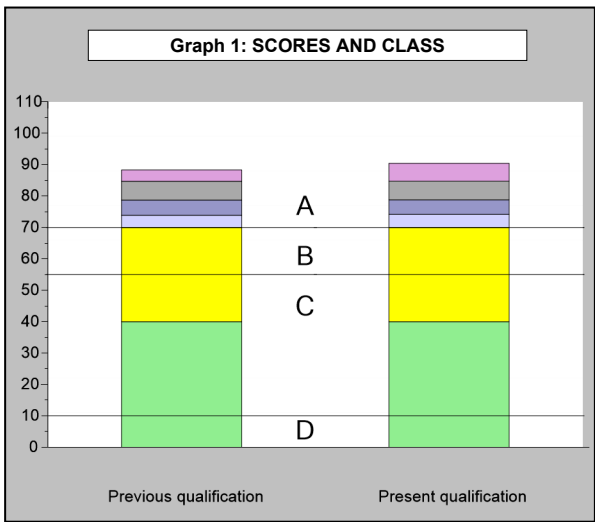 Graph 1: SCORES AND CLASS
110
100
90
80
70
60
50
40
30
20
10
0
A
B
C
D
Previous qualification
Present qualification